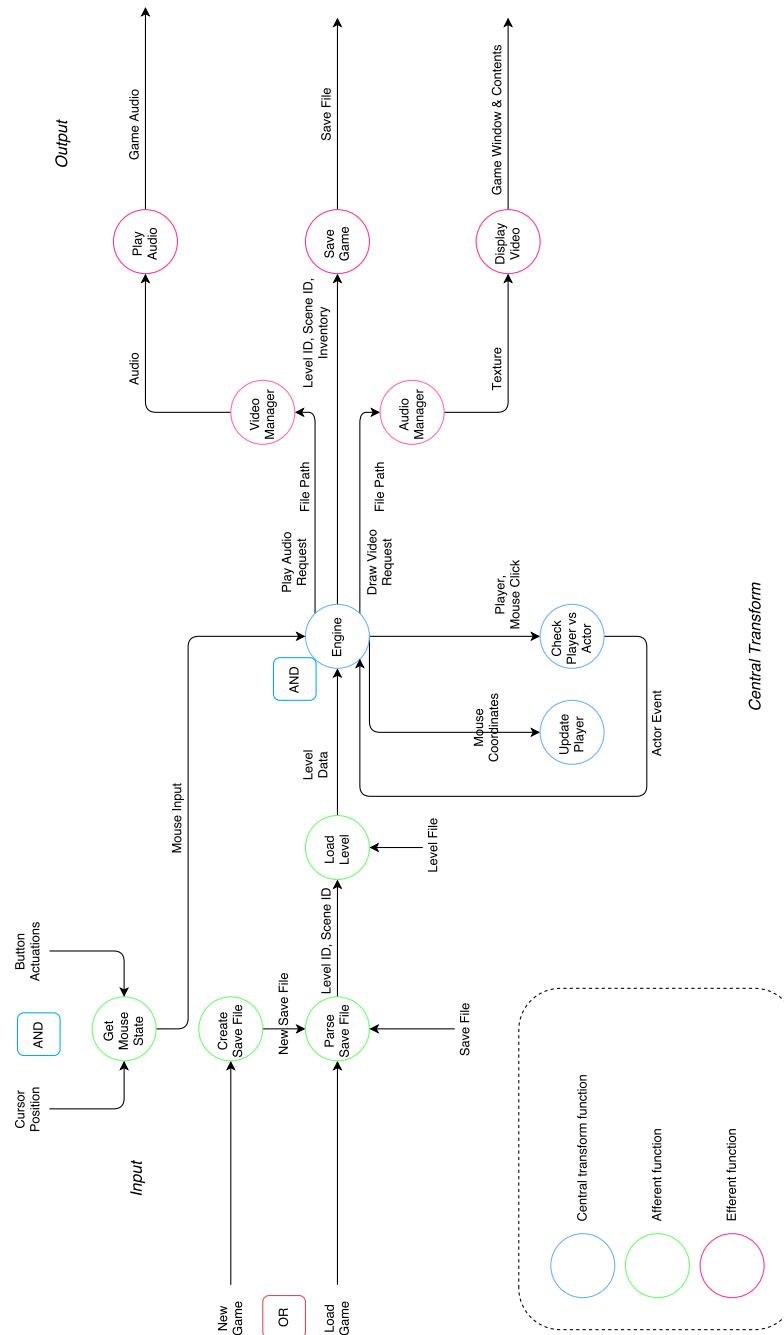 Input
Output
Central Transform
Cursor
Position
AND
Button
Actuations
Get
Mouse
State
Mouse Input
New
Game
OR
Load
Game
Create
Save File
New Save File
Parse
Save File
Save File
Level ID, Scene ID
Load
Level
Level File
Level
Data
AND
Engine
Mouse
Coordinates
Update
Player
Player,
Mouse Click
Check
Player vs
Actor
Actor Event
Play Audio
Request
File Path
Video
Manager
Audio
Play
Audio
Game Audio
Level ID, Scene ID,
Inventory
Save
Game
Save File
Draw Video
Request
File Path
Audio
Manager
Texture
Display
Video
Game Window & Contents
Central transform function
Afferent function
Efferent function